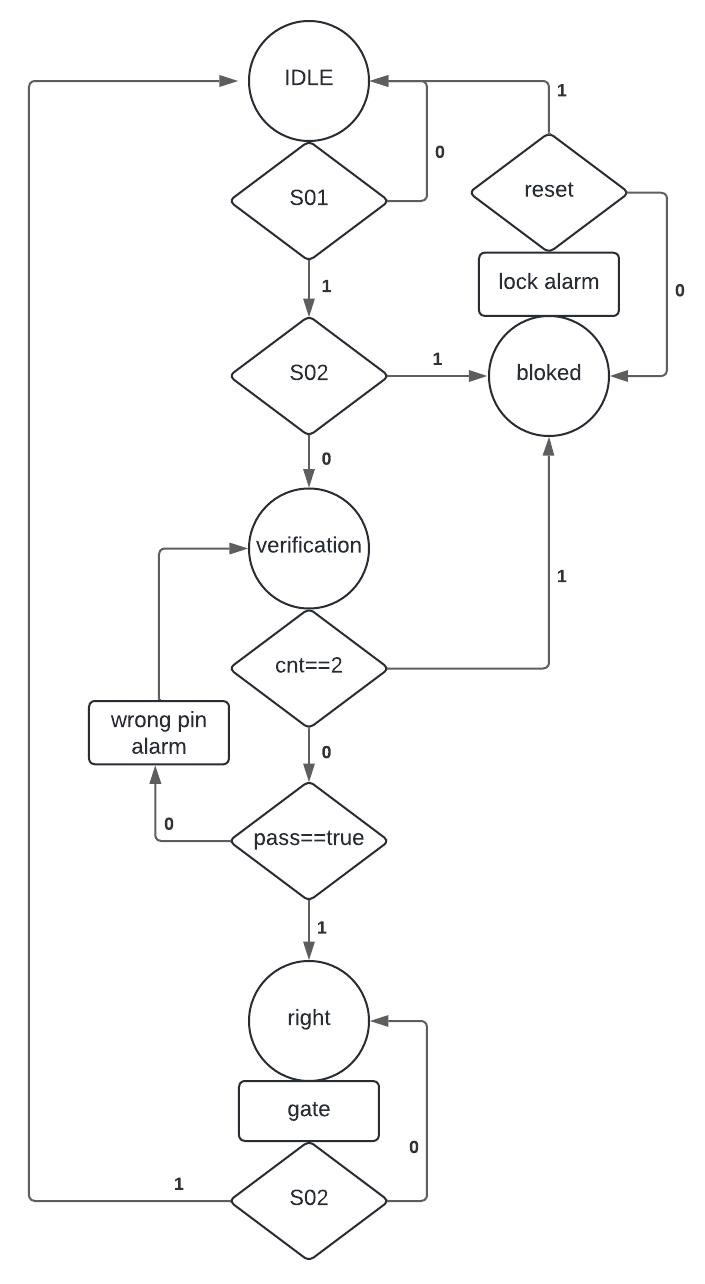 IDLE
1
0
reset
S01
lock alarm
1
0
S02
1
bloked
0
verification
1
cnt==2
wrong pin
alarm
0
0
pass==true
1
right
gate
0
1
S02